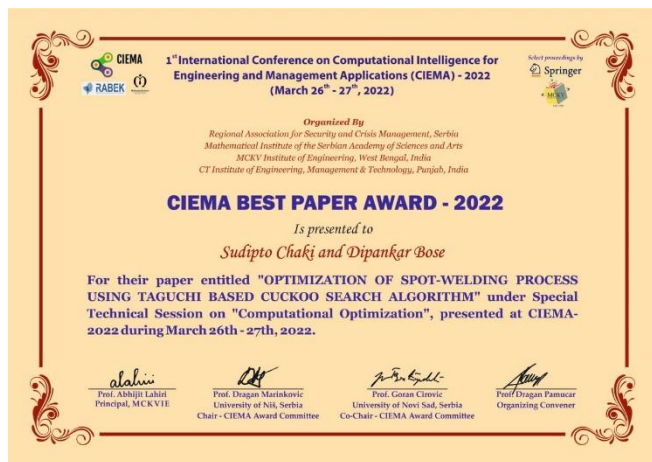 CIEMA
RABEK
1st International Conference on Computational Intelligence for
Engineering and Management Applications (CIEMA) - 2022
(March 26th - 27th, 2022)
Select proceedings by
Springer
MCKV
Organized By
Regional Association for Security and Crisis Management, Serbia
Mathematical Institute of the Serbian Academy of Sciences and Arts
MCKV Institute of Engineering, West Bengal, India
CT Institute of Engineering, Management & Technology, Punjab, India
CIEMA BEST PAPER AWARD - 2022
Is presented to
Sudipto Chaki and Dipankar Bose
For their paper entitled "OPTIMIZATION OF SPOT-WELDING PROCESS
USING TAGUCHI BASED CUCKOO SEARCH ALGORITHM" under Special
Technical Session on "Computational Optimization", presented at CIEMA-
2022 during March 26th - 27th, 2022.
alahiri
Prof. Abhijit Lahiri
Principal, MCKVIE
Prof. Dragan Marinkovic
University of Niš, Serbia
Chair - CIEMA Award Committee
Prof. Goran Cirovic
University of Novi Sad, Serbia
Co-Chair - CIEMA Award Committee
Prof. Dragan Pamucar
Organizing Convener